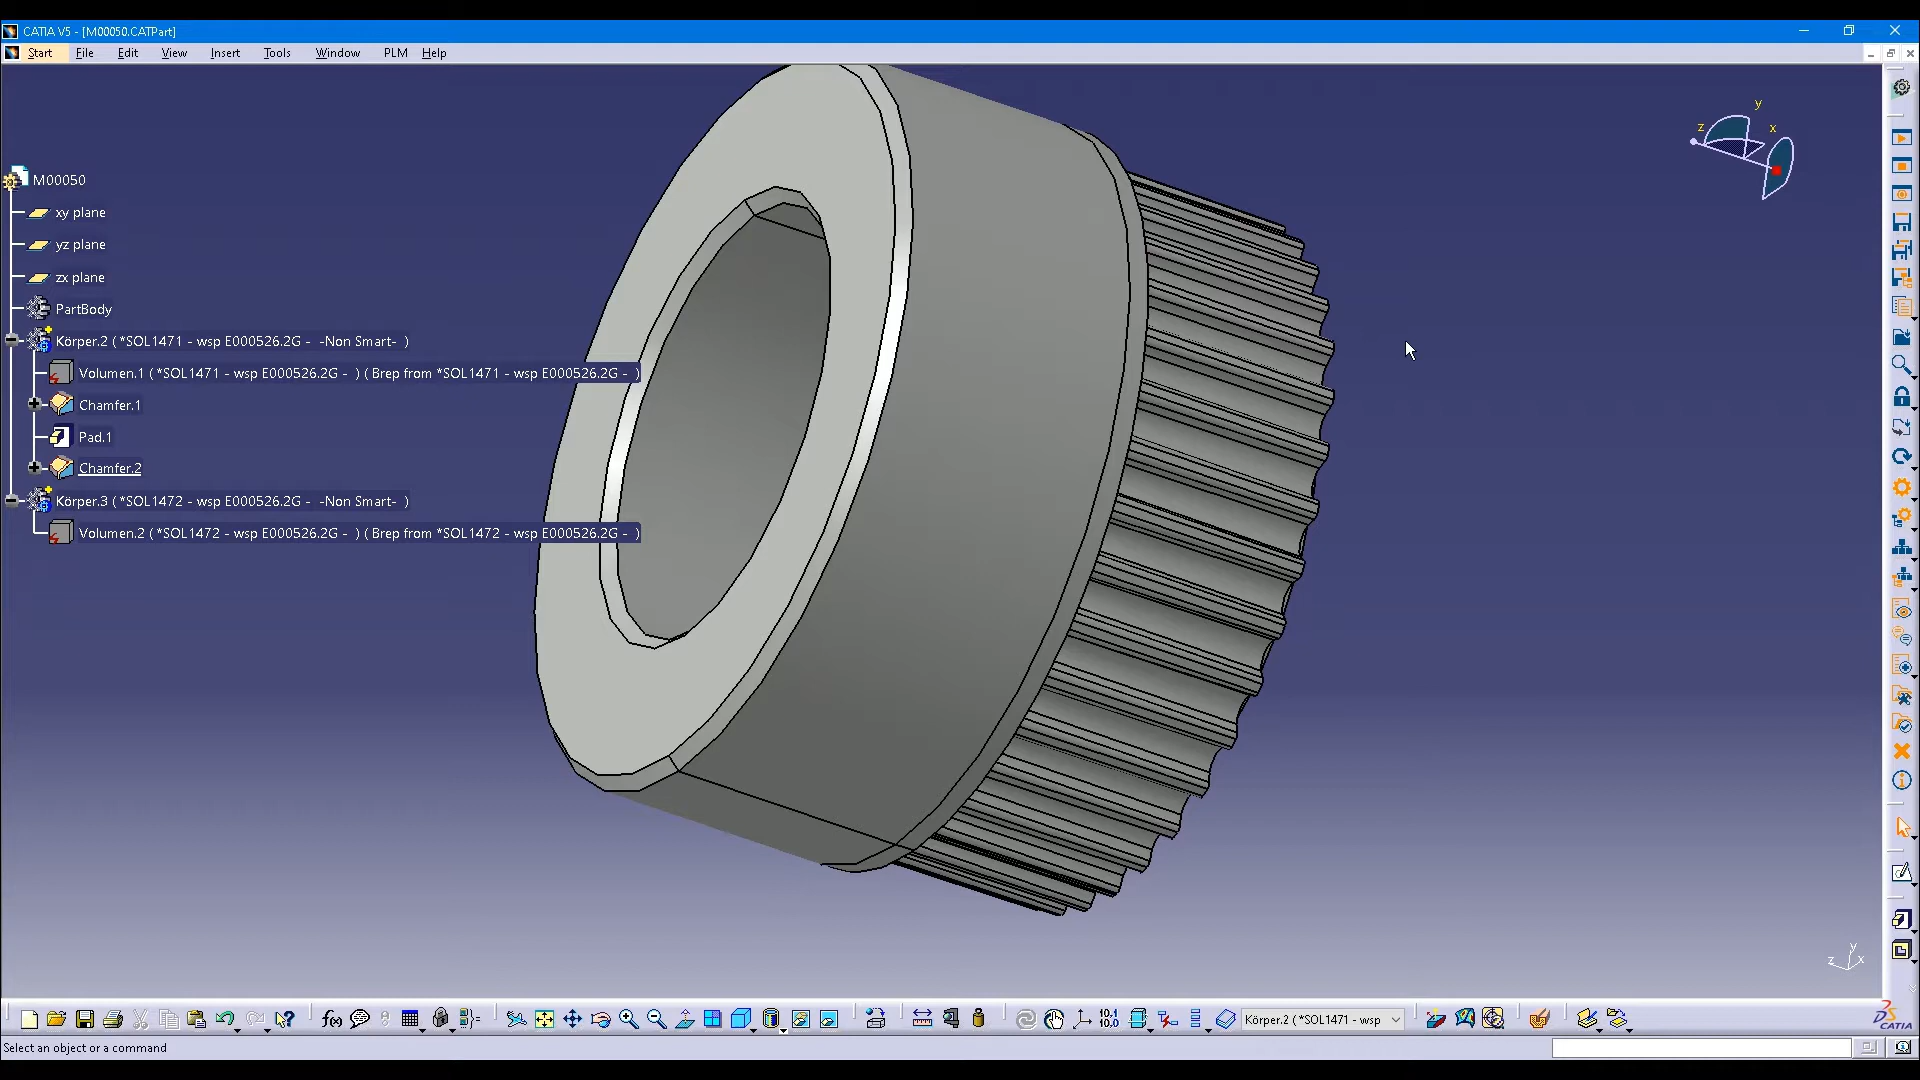 CATIA V5 - [M00050.CATPart]
Start File Edit View Insert Tools Window PLM Help
y
z x
M00050
xy plane
yz plane
zx plane
PartBody
Körper.2 ( *SOL1471 - wsp E000526.2G - -Non Smart- )
Volumen.1 ( *SOL1471 - wsp E000526.2G - ) ( Brep from *SOL1471 - wsp E000526.2G - )
Chamfer.1
Pad.1
Chamfer.2
Körper.3 ( *SOL1472 - wsp E000526.2G - -Non Smart- )
Volumen.2 ( *SOL1472 - wsp E000526.2G - ) ( Brep from *SOL1472 - wsp E000526.2G - )
y
z x
f(x) 10.1 Körper.2 ( *SOL1471 - wsp
10.0
CATIA
Select an object or a command